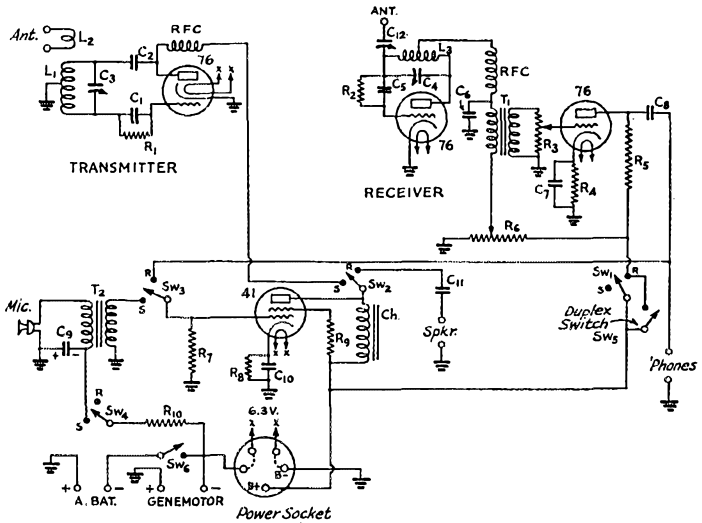 ANT.
RFC
Ant.
L2
C2
76
x x
C12
L3
RFC
L1
C3
C5
C4
R2
C6
T1
76
C8
C1
R1
76
R3
R5
C7
R4
TRANSMITTER
RECEIVER
R6
R
R
R
T2
Sw3
S
Sw2
C11
Sw1
S
Mic.
S
41
Duplex
Switch
Sw5
C9
+ -
R7
R9
Ch.
Spkr.
'Phones
x x
R8
C10
R
S
Sw4
R10
6.3V.
x x
Sw6
B-
B+
+ A. BAT. - + GENEMOTOR -
Power Socket